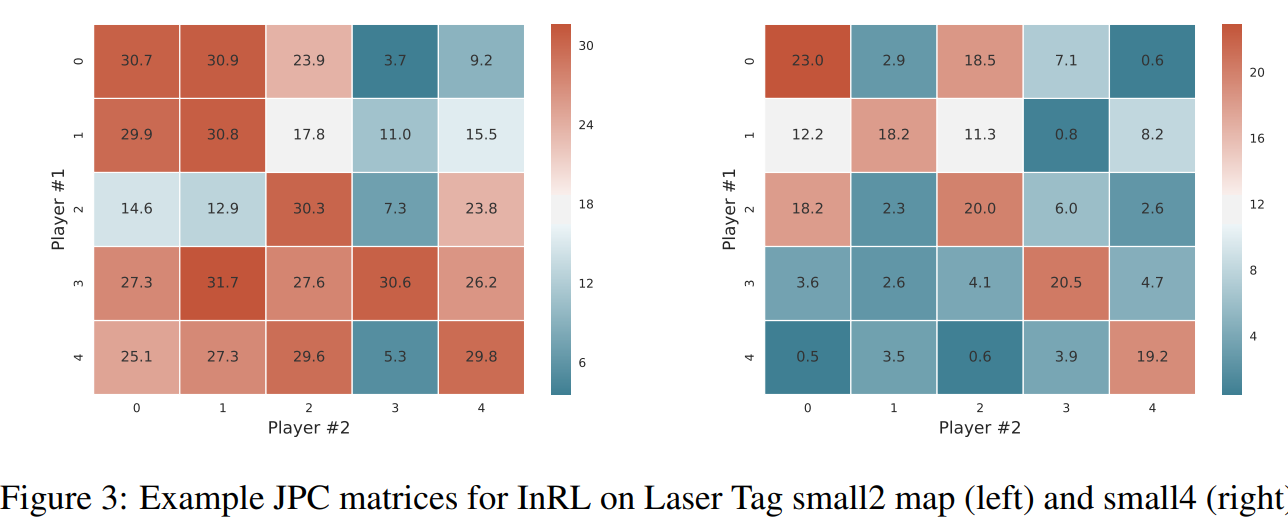 30.7 30.9 23.9 3.7 9.2
29.9 30.8 17.8 11.0 15.5
14.6 12.9 30.3 7.3 23.8
27.3 31.7 27.6 30.6 26.2
25.1 27.3 29.6 5.3 29.8
0
1
2
3
4
Player #1
0 1 2 3 4
Player #2
30
24
18
12
6
23.0 2.9 18.5 7.1 0.6
12.2 18.2 11.3 0.8 8.2
18.2 2.3 20.0 6.0 2.6
3.6 2.6 4.1 20.5 4.7
0.5 3.5 0.6 3.9 19.2
0
1
2
3
4
Player #1
0 1 2 3 4
Player #2
20
16
12
8
4
Figure 3: Example JPC matrices for InRL on Laser Tag small2 map (left) and small4 (right)